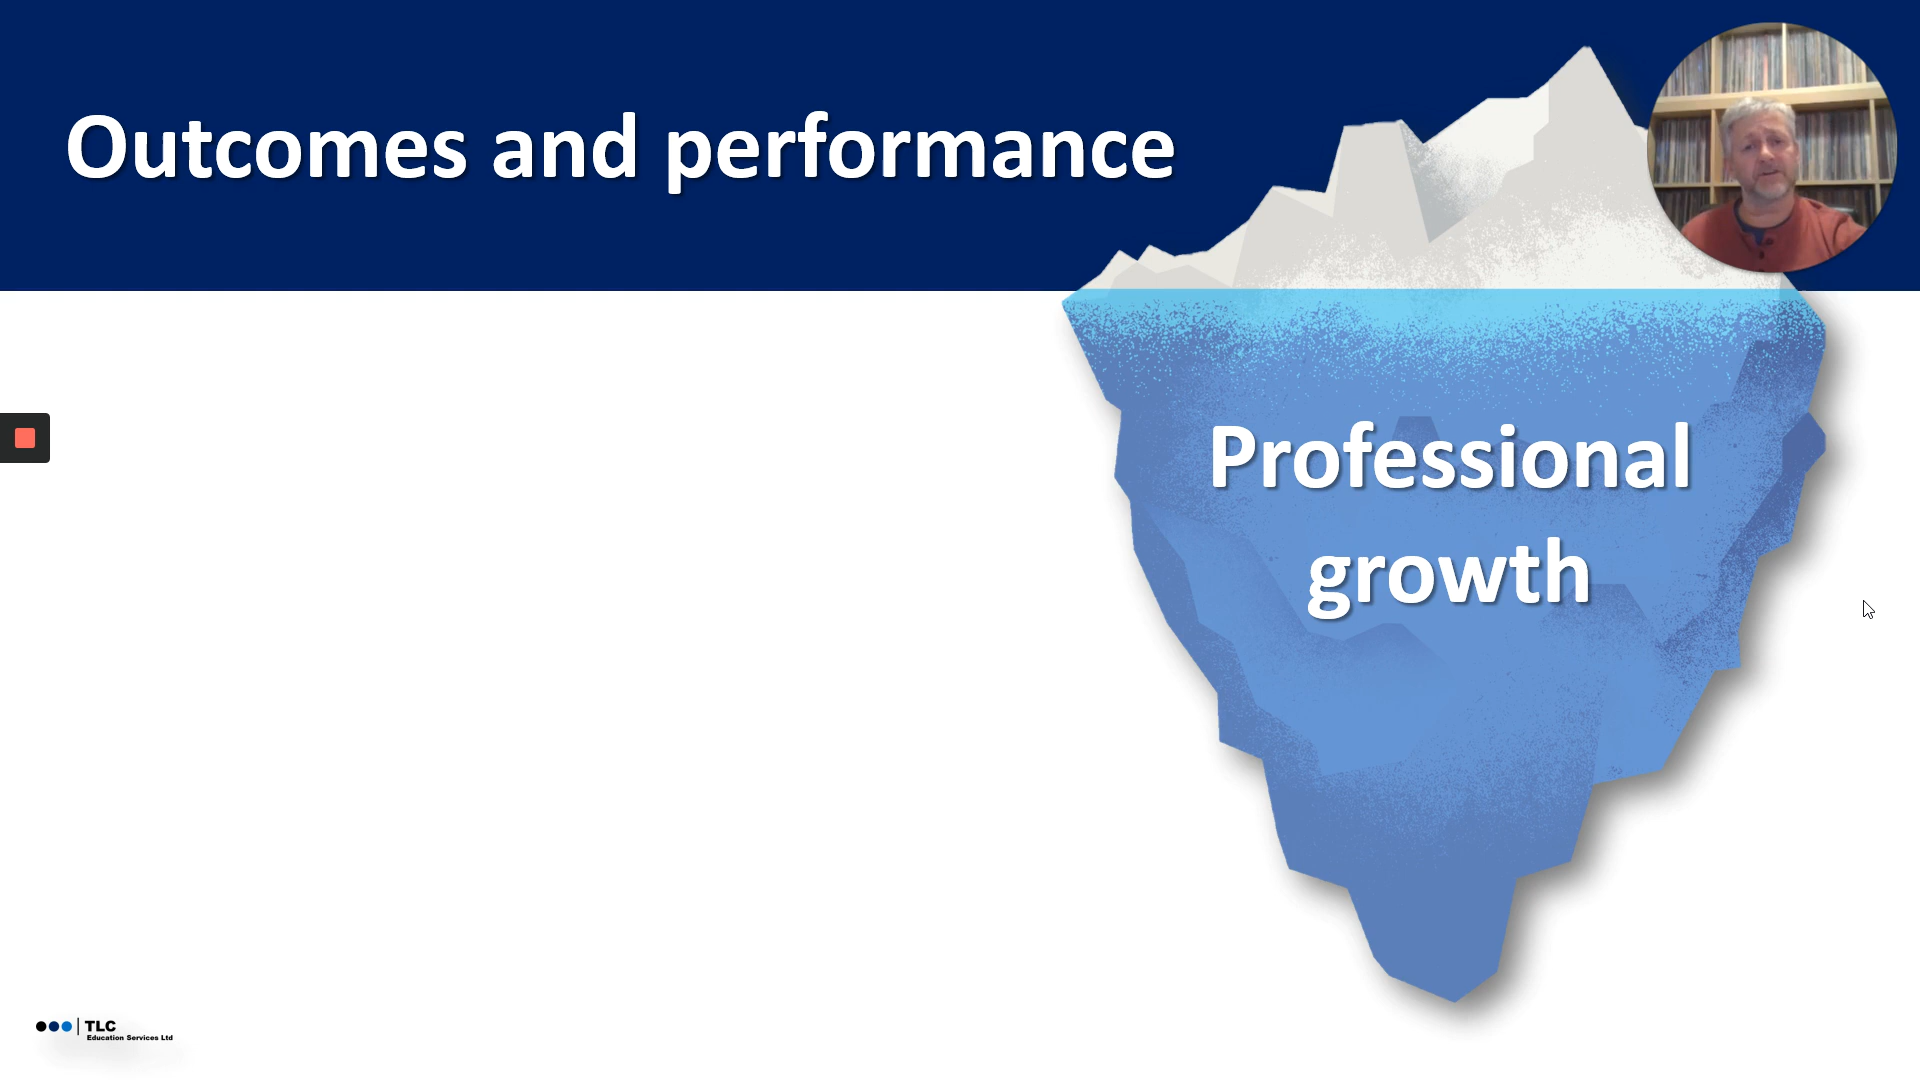 Outcomes and performance
Professional
growth
TLC
Education Services Ltd